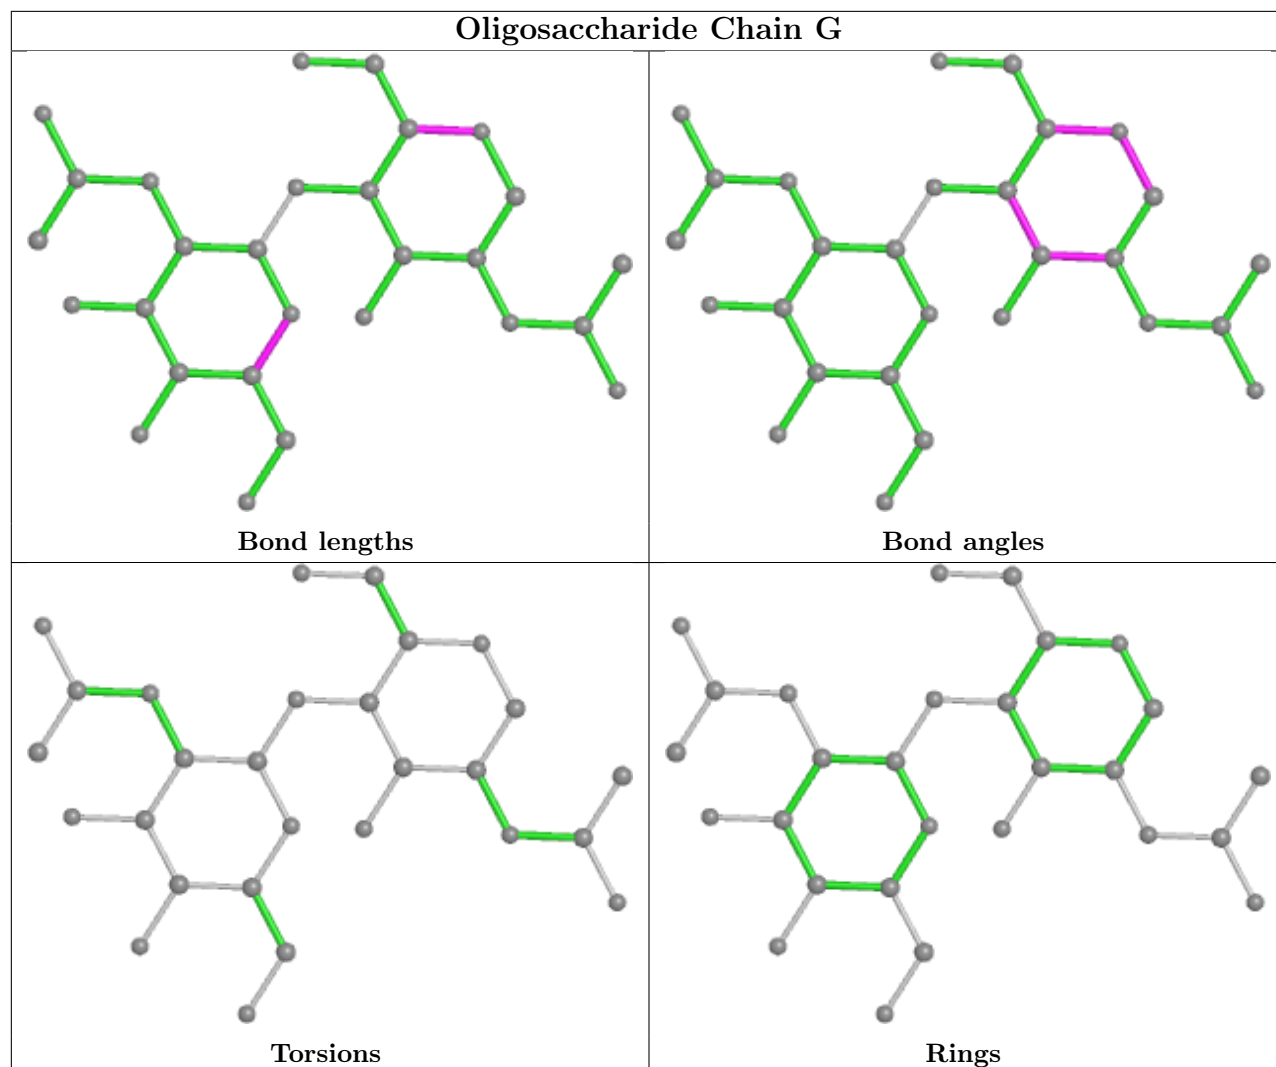 Oligosaccharide Chain G
Bond lengths
Bond angles
Torsions
Rings